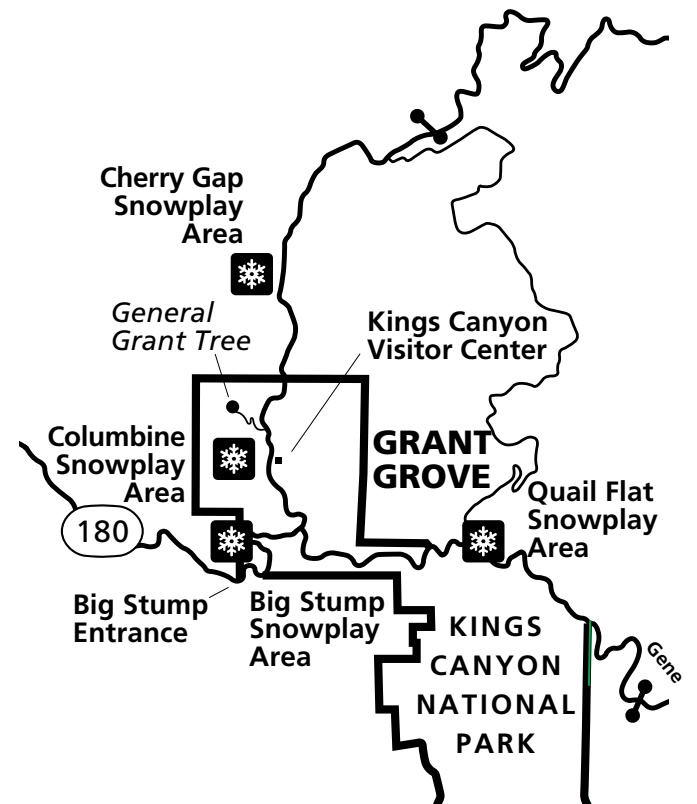 Cherry Gap
Snowplay
Area
General
Grant Tree
Kings Canyon
Visitor Center
Columbine
Snowplay
Area
GRANT
GROVE
Quail Flat
Snowplay
Area
180
Big Stump
Entrance
Big Stump
Snowplay
Area
KINGS
CANYON
NATIONAL
PARK
Gene